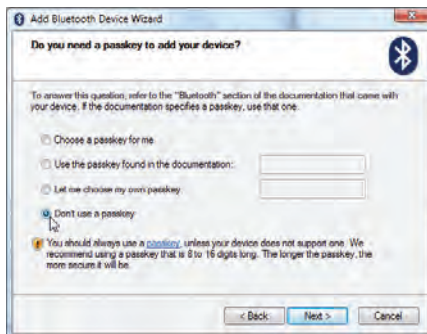 Add Bluetooth Device Wizard
Do you need a passkey to add your device?
To answer this question, refer to the "Bluetooth" section of the documentation that came with
your device. If the documentation specifies a passkey, use that one.
Choose a passkey for me
Use the passkey found in the documentation:
Let me choose my own passkey
Don't use a passkey
You should always use a passkey, unless your device does not support one. We
recommend using a passkey that is 8 to 16 digits long. The longer the passkey, the
more secure it will be.
< Back Next > Cancel